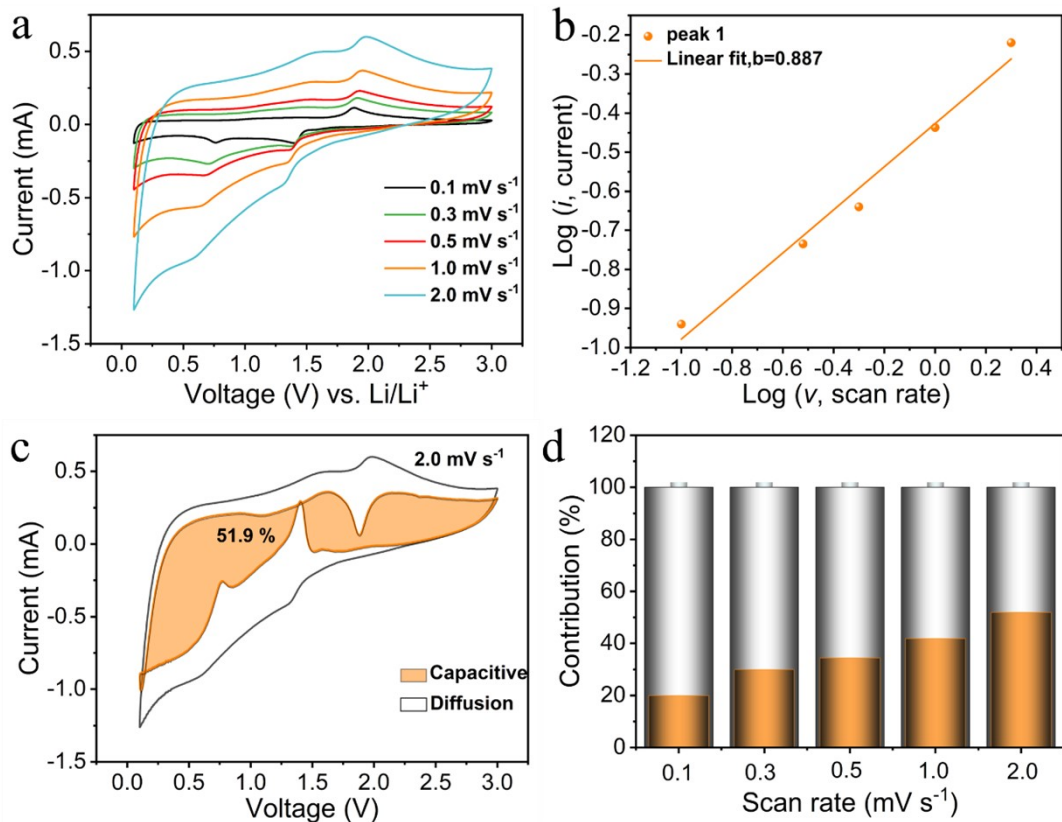 a
0.5
0.0
-0.5
-1.0
-1.5
Current (mA)
0.1 mV s⁻¹
0.3 mV s⁻¹
0.5 mV s⁻¹
1.0 mV s⁻¹
2.0 mV s⁻¹
0.0 0.5 1.0 1.5 2.0 2.5 3.0
Voltage (V) vs. Li/Li⁺
b
-0.2
-0.3
-0.4
-0.5
-0.6
-0.7
-0.8
-0.9
-1.0
Log (i, current)
peak 1
Linear fit,b=0.887
-1.2 -1.0 -0.8 -0.6 -0.4 -0.2 0.0 0.2 0.4
Log (v, scan rate)
c
0.5
0.0
-0.5
-1.0
-1.5
Current (mA)
2.0 mV s⁻¹
51.9 %
Capacitive
Diffusion
0.0 0.5 1.0 1.5 2.0 2.5 3.0
Voltage (V)
d
120
100
80
60
40
20
0
Contribution (%)
0.1 0.3 0.5 1.0 2.0
Scan rate (mV s⁻¹)